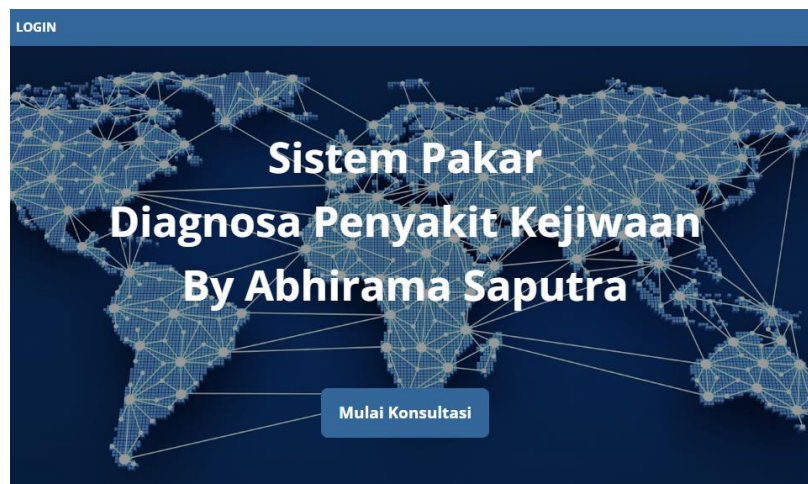 LOGIN
Sistem Pakar
Diagnosa Penyakit Kejiwaan
By Abhirama Saputra
Mulai Konsultasi